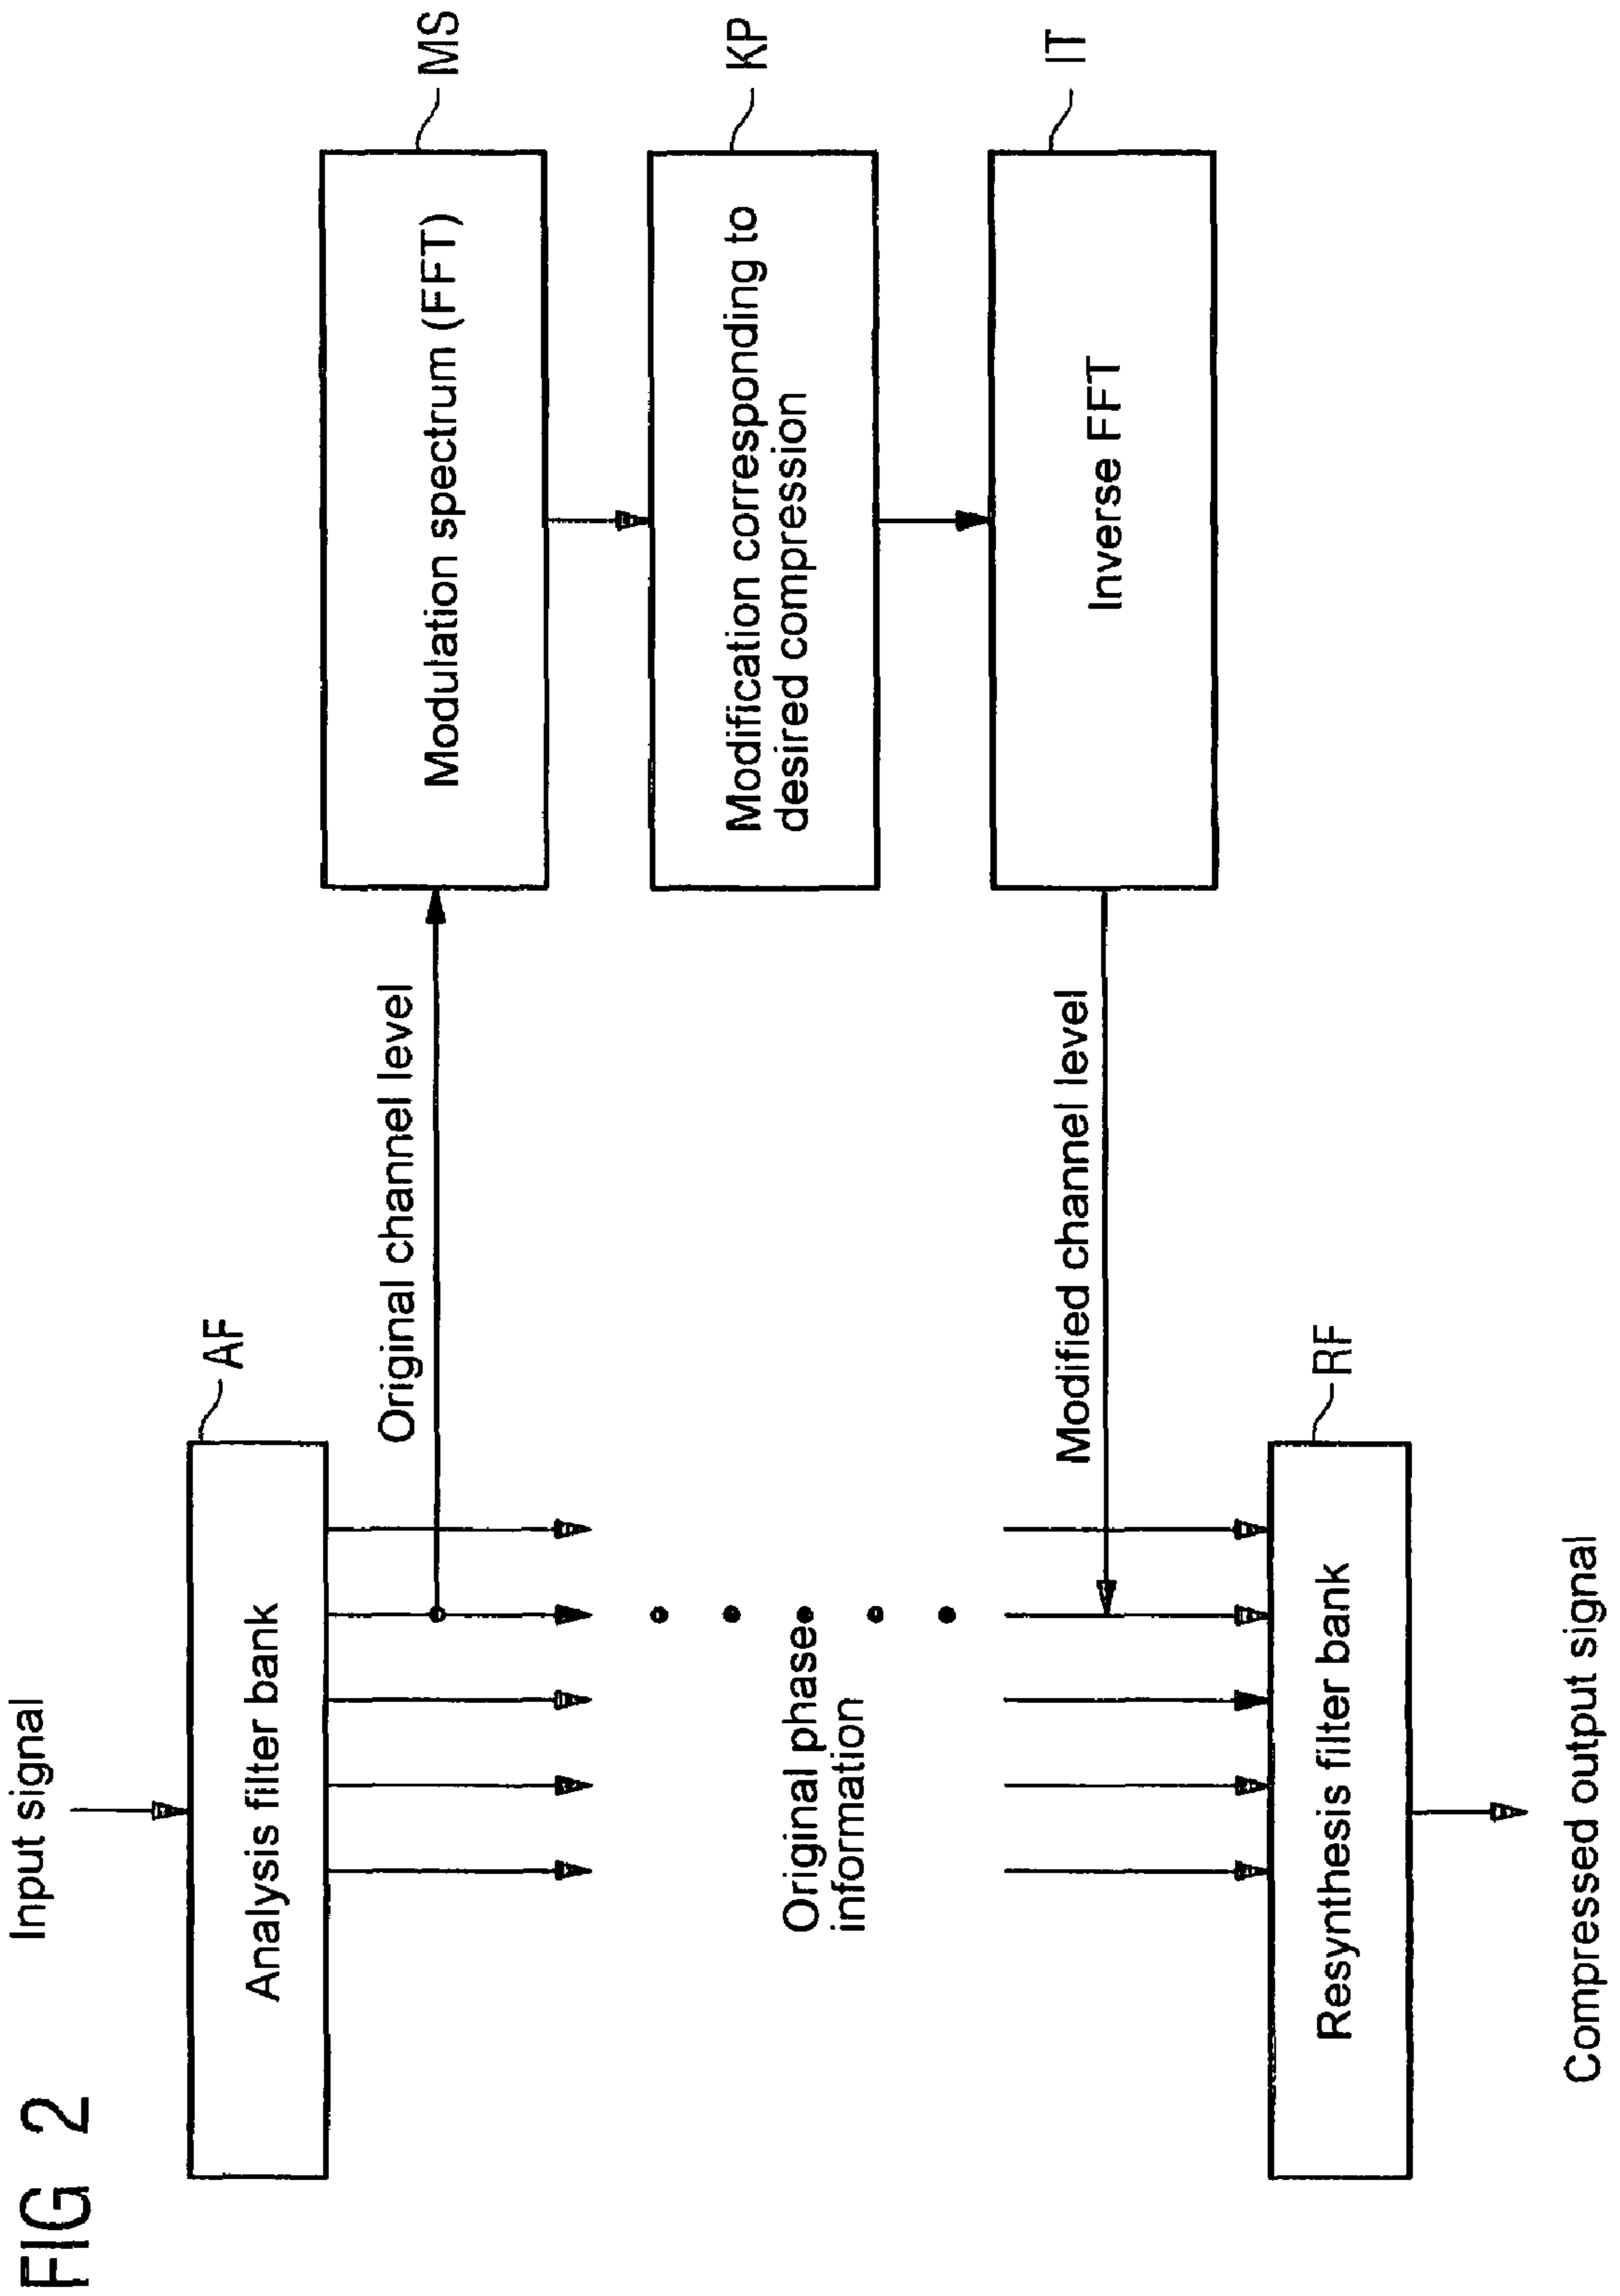 FIG 2
Input signal
Analysis filter bank
AF
Original channel level
Modulation spectrum (FFT)
MS
Modification corresponding to
desired compression
KP
Original phase
information
Inverse FFT
IT
Modified channel level
Resynthesis filter bank
RF
Compressed output signal